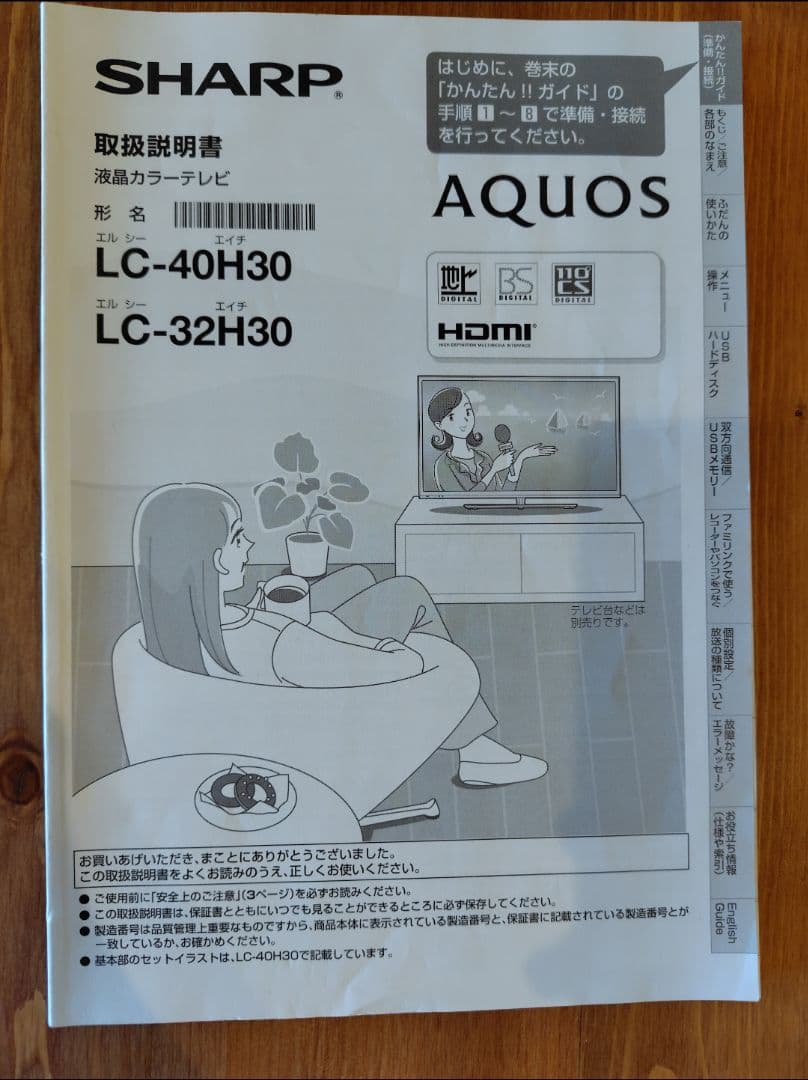 SHARP®
取扱説明書
液晶カラーテレビ
形 名
エル シー エイチ
LC-40H30
エル シー エイチ
LC-32H30
はじめに、巻末の
「かんたん!!ガイド」の
手順1～8で準備・接続
を行ってください。
AQUOS
地上
DIGITAL
BS
DIGITAL
110°
CS
DIGITAL
HDMI®
HIGH-DEFINITION MULTIMEDIA INTERFACE
テレビ台などは
別売りです。
お買いあげいただき、まことにありがとうございました。
この取扱説明書をよくお読みのうえ、正しくお使いください。
● ご使用前に「安全上のご注意」(3ページ)を必ずお読みください。
● この取扱説明書は、保証書とともにいつでも見ることができるところに必ず保存してください。
● 製造番号は品質管理上重要なものですから、商品本体に表示されている製造番号と、保証書に記載されている製造番号とが
一致しているか、お確かめください。
● 基本部のセットイラストは、LC-40H30で記載しています。
かんたん!!ガイド
(準備・接続)
もくじ/ご注意/
各部のなまえ
ふだんの
使いかた
メニュー
操作
USB
ハードディスク
双方向通信/
USBメモリー
ファミリンクで使う/
レコーダーやパソコンをつなぐ
個別設定/
放送の種類について
故障かな?/
エラーメッセージ
お役立ち情報
(仕様や索引)
English
Guide